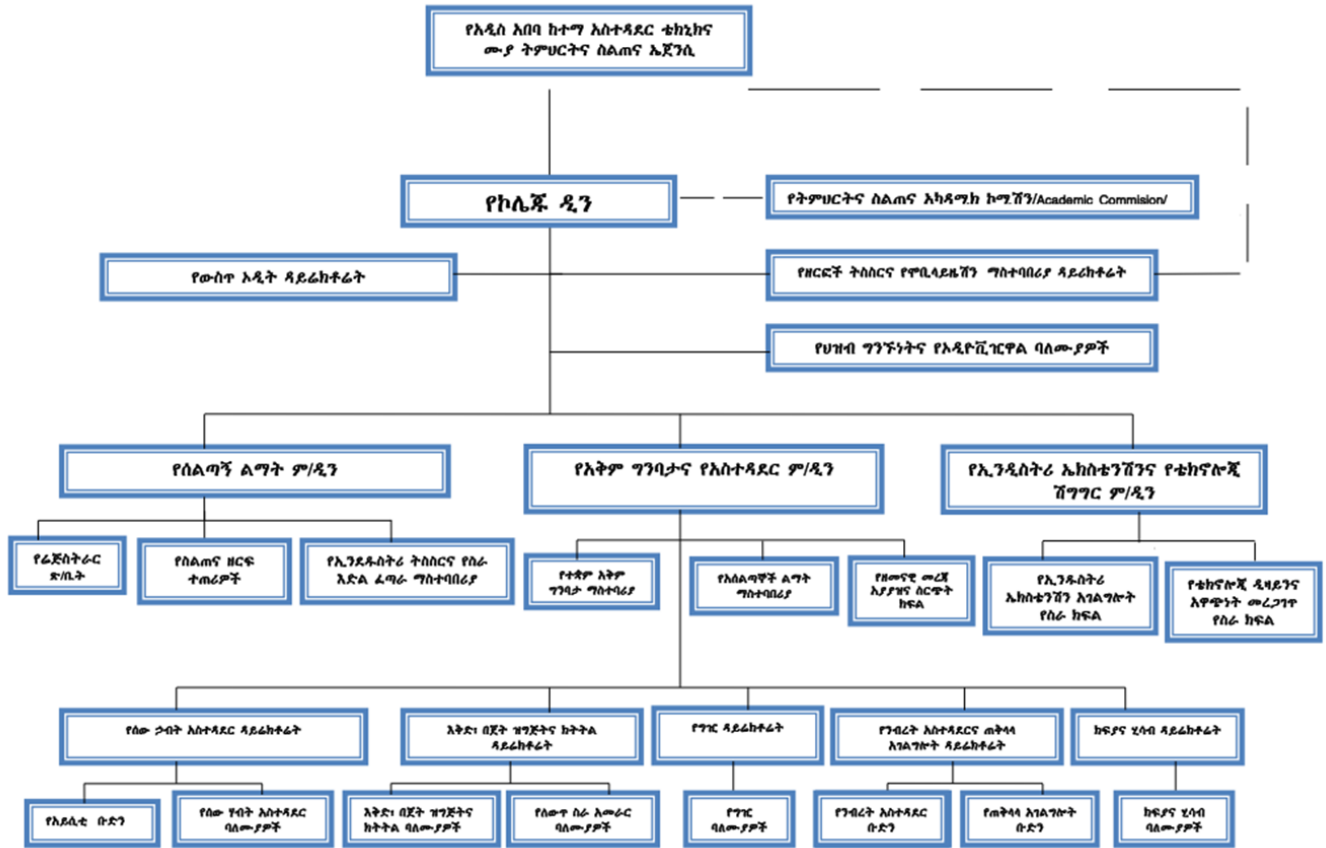 የአዲስ አበባ ከተማ አስተዳደር ቴክኒክና
ሙያ ትምህርትና ስልጠና ኤጀንሲ
የኮሌጁ ዲን
የትምህርትና ስልጠና አካዳሚክ ኮሚሽን/Academic Commision/
የውስጥ ኦዲት ዳይሬክቶሬት
የዘርፎች ትስስርና የሞቢላይዜሽን ማስተባበሪያ ዳይሪክቶሬት
የህዝብ ግንኙነትና የኦዲዮቪዡዋል ባለሙያዎች
የሰልጣኝ ልማት ም/ዲን
የአቅም ግንባታና የአስተዳደር ም/ዲን
የኢንዲስትሪ ኤክስቴንሽንና የቴክኖሎጂ
ሽግግር ም/ዲን
የሬጅስትራር
ጽ/ቤት
የስልጠና ዘርፍ
ተጠሪዎች
የኢንዱስትሪ ትስስርና የስራ
እድል ፈጣራ ማስተባበሪያ
የተቋም አቅም
ግንባታ ማስተባሪያ
የአሰልጣኞች ልማት
ማስተባበሪያ
የዘመናዊ መረጃ
አያያዝና ስርጭት
ክፍል
የኢንዱስትሪ
ኤክስቴንሽን አገልግሎት
የስራ ክፍል
የቴክኖሎጂ ዲዛይንና
አዋጭነት መረጋገጥ
የስራ ክፍል
የሰው ኃብት አስተዳደር ዳይሬክቶሬት
እቅድ፣ በጀት ዝግጅትና ክትትል
ዳይሬክቶሬት
የግዢ ዳይሬክቶሬት
የንብረት አስተዳደርና ጠቅላላ
አገልግሎት ዳይሬክቶሬት
ክፍያና ሂሳብ ዳይሬክቶሬት
የአይሲቲ ቡድን
የሰው ሃብት አስተዳደር
ባለሙያዎች
እቅድ፣ በጀት ዝግጅትና
ክትትል ባለሙያዎች
የለውጥ ስራ አመራር
ባለሙያዎች
የግዢ
ባለሙያዎች
የንብረት አስተዳደር
ቡድን
የጠቅላላ አገልግሎት
ቡድን
ክፍያና ሂሳብ
ባለሙያዎች